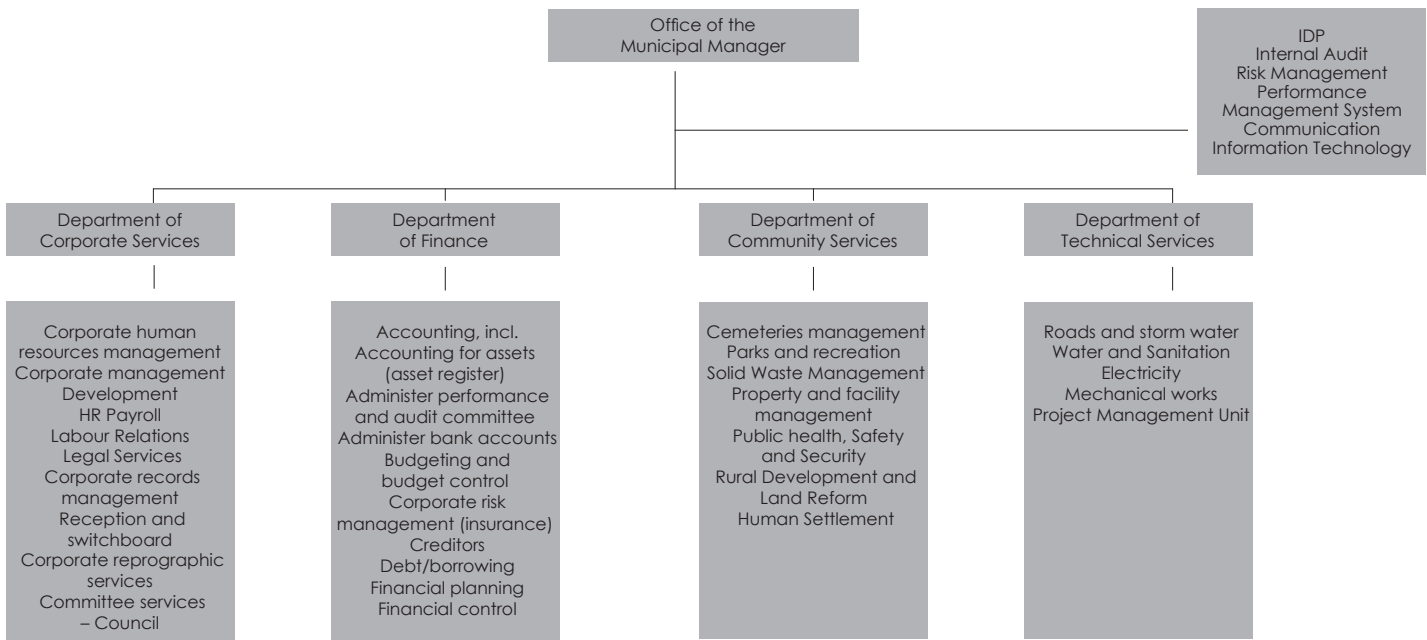 Office of the
Municipal Manager
IDP
Internal Audit
Risk Management
Performance
Management System
Communication
Information Technology
Department of
Corporate Services
Department
of Finance
Department of
Community Services
Department of
Technical Services
Corporate human
resources management
Corporate management
Development
HR Payroll
Labour Relations
Legal Services
Corporate records
management
Reception and
switchboard
Corporate reprographic
services
Committee services
– Council
Accounting, incl.
Accounting for assets
(asset register)
Administer performance
and audit committee
Administer bank accounts
Budgeting and
budget control
Corporate risk
management (insurance)
Creditors
Debt/borrowing
Financial planning
Financial control
Cemeteries management
Parks and recreation
Solid Waste Management
Property and facility
management
Public health, Safety
and Security
Rural Development and
Land Reform
Human Settlement
Roads and storm water
Water and Sanitation
Electricity
Mechanical works
Project Management Unit